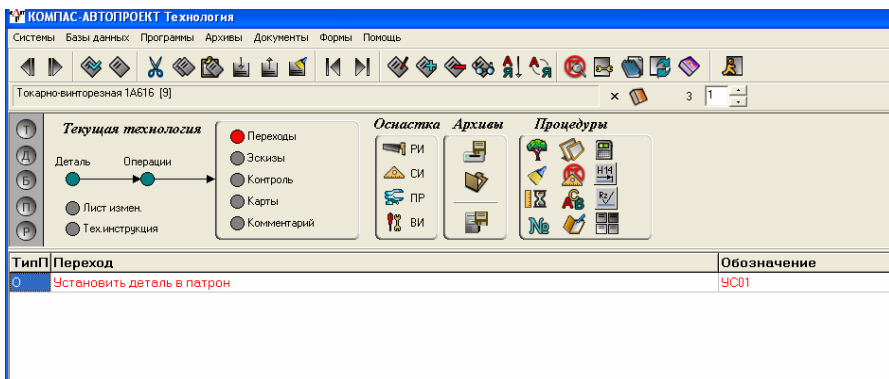 КОМПАС-АВТОПРОЕКТ Технология
Системы Базы данных Программы Архивы Документы Формы Помощь
Токарно-винторезная 1А616 [9]
3 1
Текущая технология
Деталь Операции
Лист измен.
Тех.инструкция
Переходы
Эскизы
Контроль
Карты
Комментарий
Оснастка Архивы Процедуры
РИ
СИ
ПР
ВИ
Т
Д
Б
П
Р
ТипП Переход Обозначение
О Установить деталь в патрон УС01